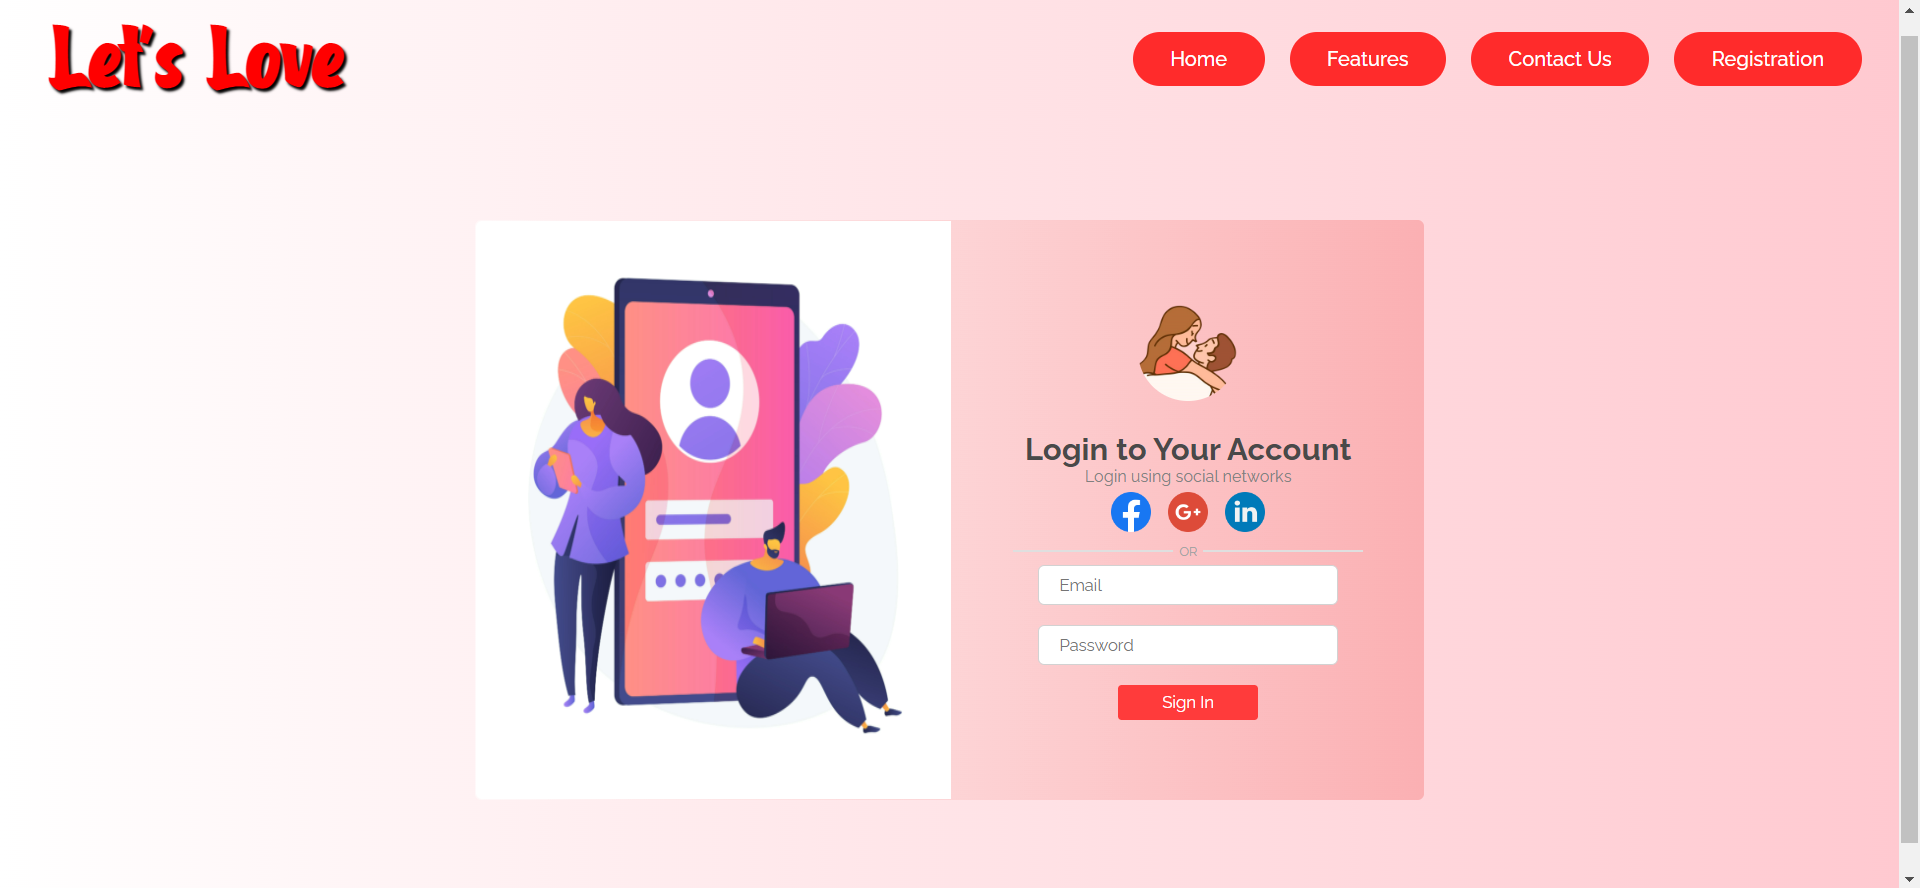 Let's Love
Home
Features
Contact Us
Registration
Login to Your Account
Login using social networks
OR
Email
Password
Sign In